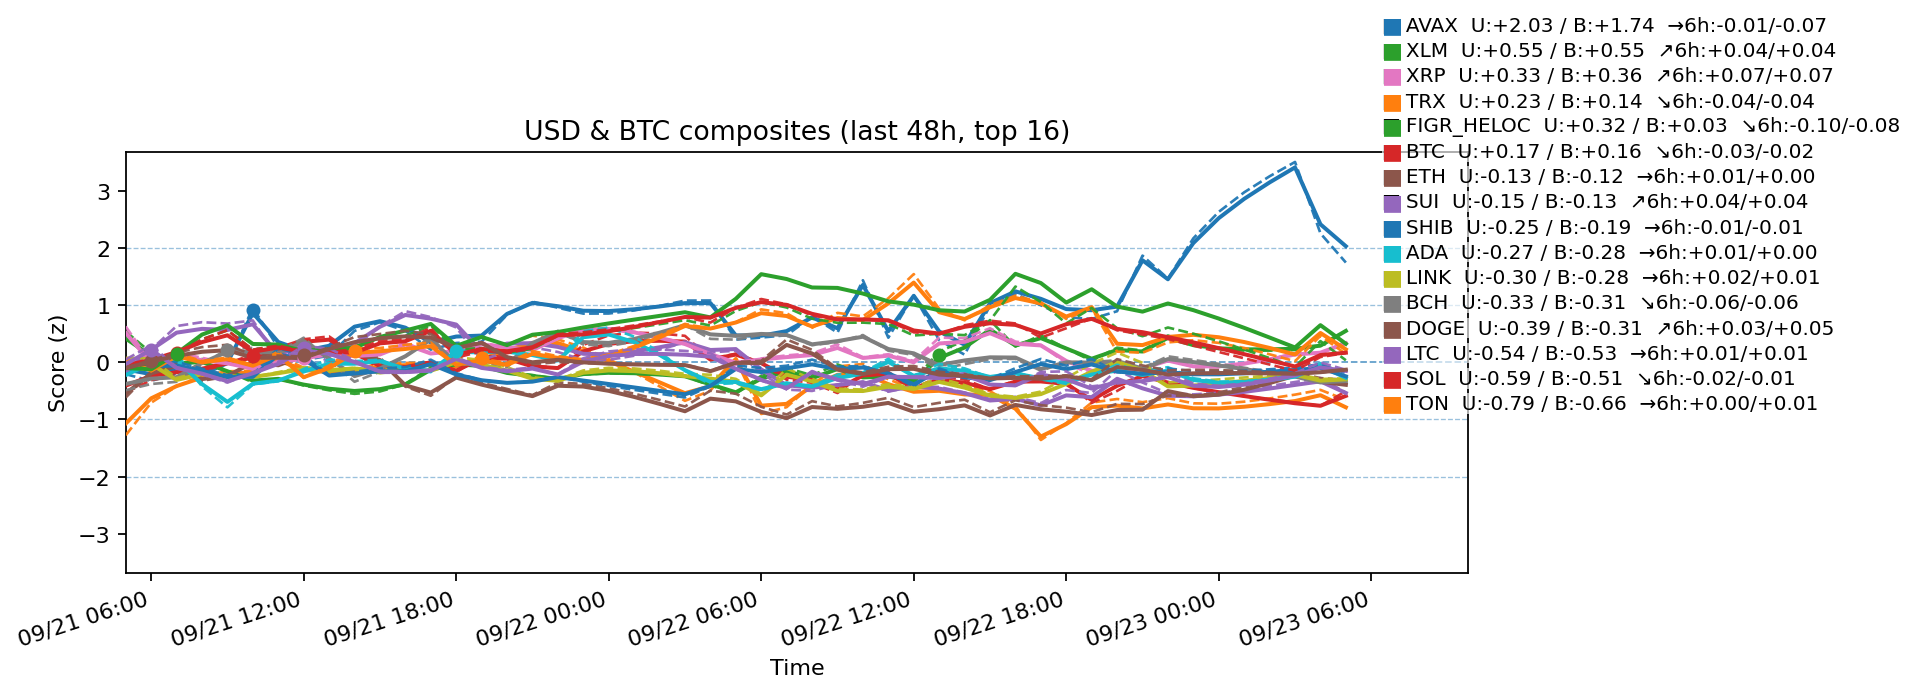 AVAX  U:+2.03 / B:+1.74  →6h:-0.01/-0.07
XLM  U:+0.55 / B:+0.55  ↗6h:+0.04/+0.04
XRP  U:+0.33 / B:+0.36  ↗6h:+0.07/+0.07
TRX  U:+0.23 / B:+0.14  ↘6h:-0.04/-0.04
FIGR_HELOC  U:+0.32 / B:+0.03  ↘6h:-0.10/-0.08
BTC  U:+0.17 / B:+0.16  ↘6h:-0.03/-0.02
ETH  U:-0.13 / B:-0.12  →6h:+0.01/+0.00
SUI  U:-0.15 / B:-0.13  ↗6h:+0.04/+0.04
SHIB  U:-0.25 / B:-0.19  →6h:-0.01/-0.01
ADA  U:-0.27 / B:-0.28  →6h:+0.01/+0.00
LINK  U:-0.30 / B:-0.28  →6h:+0.02/+0.01
BCH  U:-0.33 / B:-0.31  ↘6h:-0.06/-0.06
DOGE  U:-0.39 / B:-0.31  ↗6h:+0.03/+0.05
LTC  U:-0.54 / B:-0.53  →6h:+0.01/+0.01
SOL  U:-0.59 / B:-0.51  ↘6h:-0.02/-0.01
TON  U:-0.79 / B:-0.66  →6h:+0.00/+0.01
USD & BTC composites (last 48h, top 16)
Score (z)
3
2
1
0
−1
−2
−3
09/21 06:00
09/21 12:00
09/21 18:00
09/22 00:00
09/22 06:00
09/22 12:00
09/22 18:00
09/23 00:00
09/23 06:00
Time